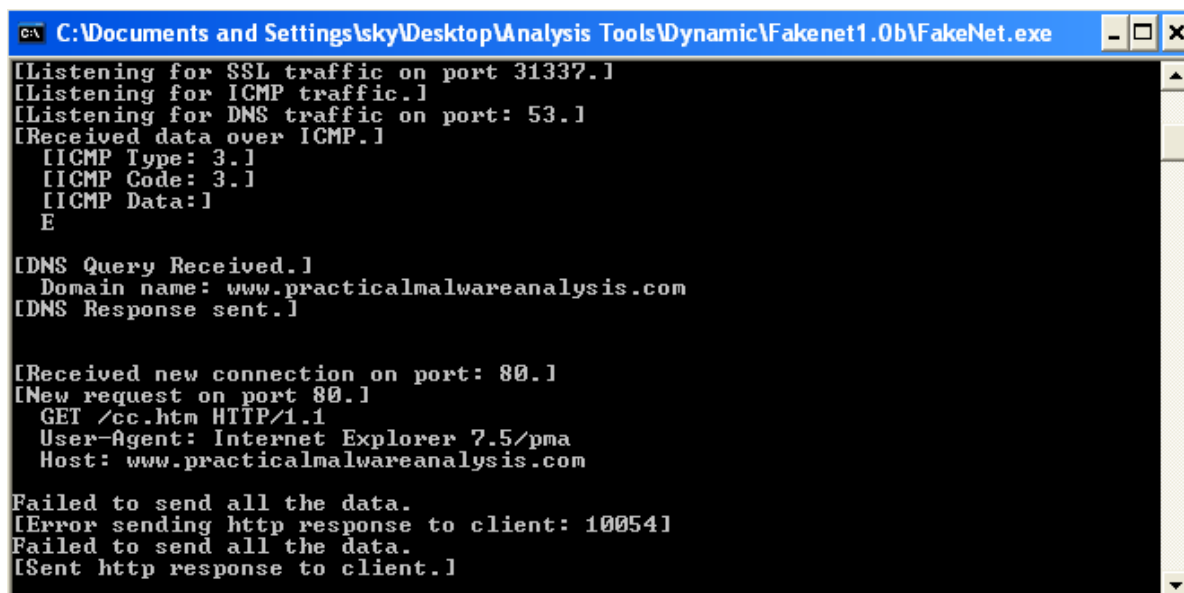 C:\Documents and Settings\sky\Desktop\Analysis Tools\Dynamic\Fakenet1.0b\FakeNet.exe
[Listening for SSL traffic on port 31337.]
[Listening for ICMP traffic.]
[Listening for DNS traffic on port: 53.]
[Received data over ICMP.]
[ICMP Type: 3.]
[ICMP Code: 3.]
[ICMP Data:]
E
[DNS Query Received.]
Domain name: www.practicalmalwareanalysis.com
[DNS Response sent.]
[Received new connection on port: 80.]
[New request on port 80.]
GET /cc.htm HTTP/1.1
User-Agent: Internet Explorer 7.5/pma
Host: www.practicalmalwareanalysis.com
Failed to send all the data.
[Error sending http response to client: 10054]
Failed to send all the data.
[Sent http response to client.]